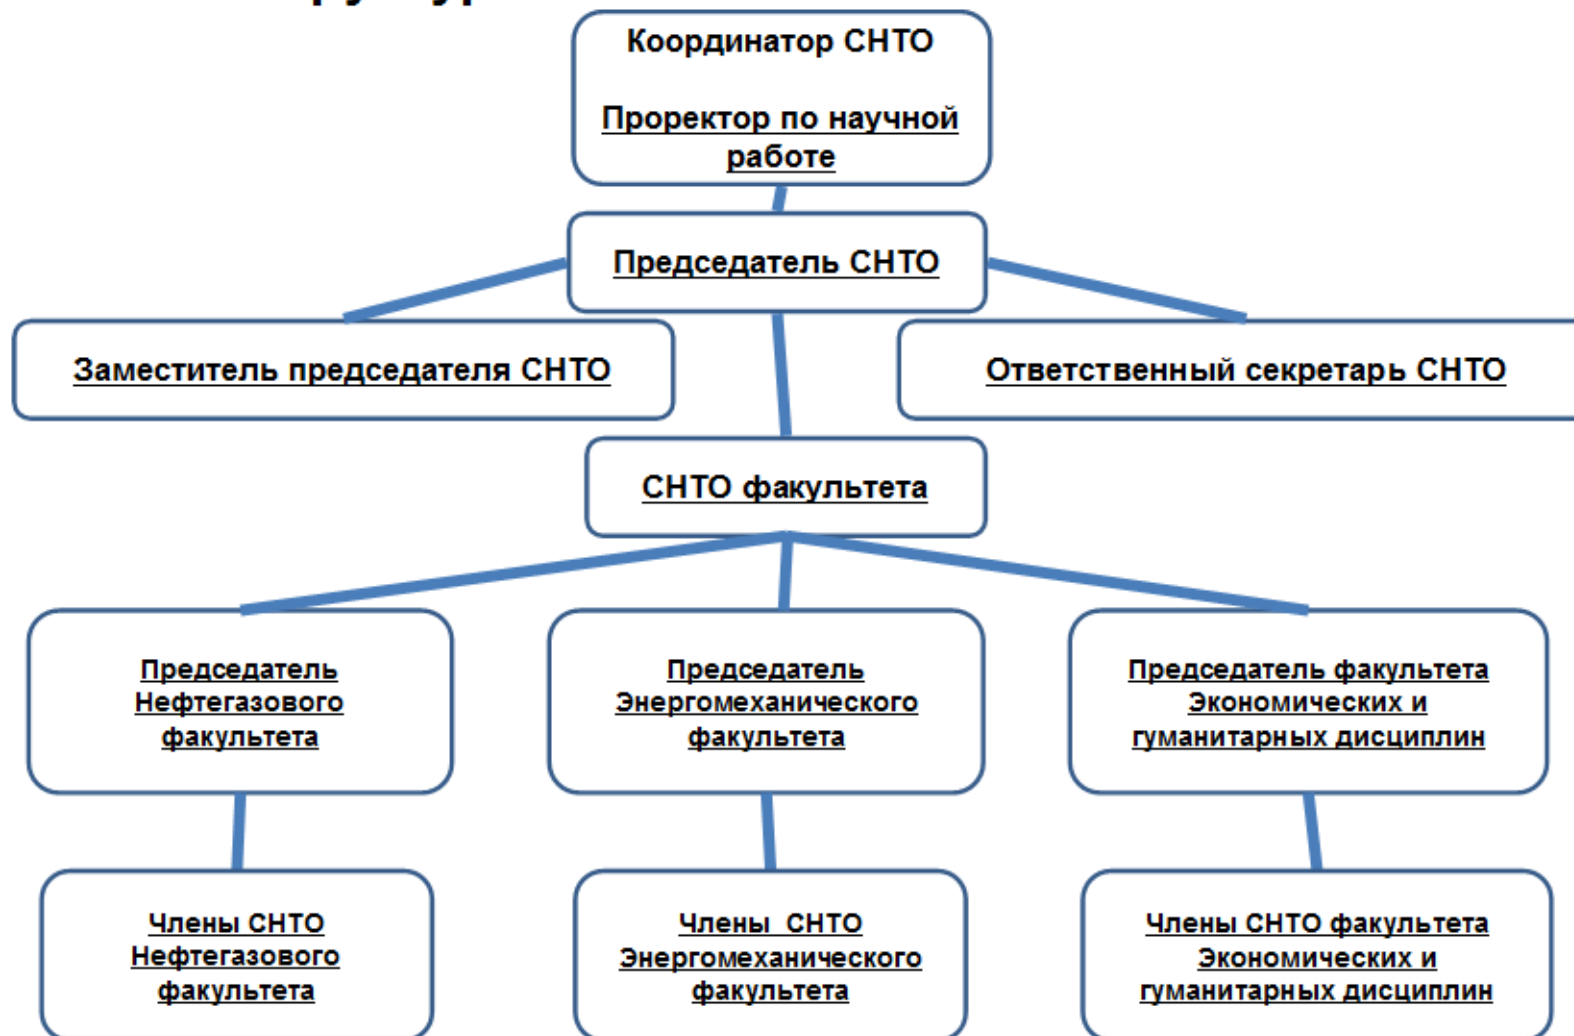 Координатор СНТО
Проректор по научной
работе
Председатель СНТО
Заместитель председателя СНТО
Ответственный секретарь СНТО
СНТО факультета
Председатель
Нефтегазового
факультета
Председатель
Энергомеханического
факультета
Председатель факультета
Экономических и
гуманитарных дисциплин
Члены СНТО
Нефтегазового
факультета
Члены  СНТО
Энергомеханического
факультета
Члены СНТО факультета
Экономических и
гуманитарных дисциплин